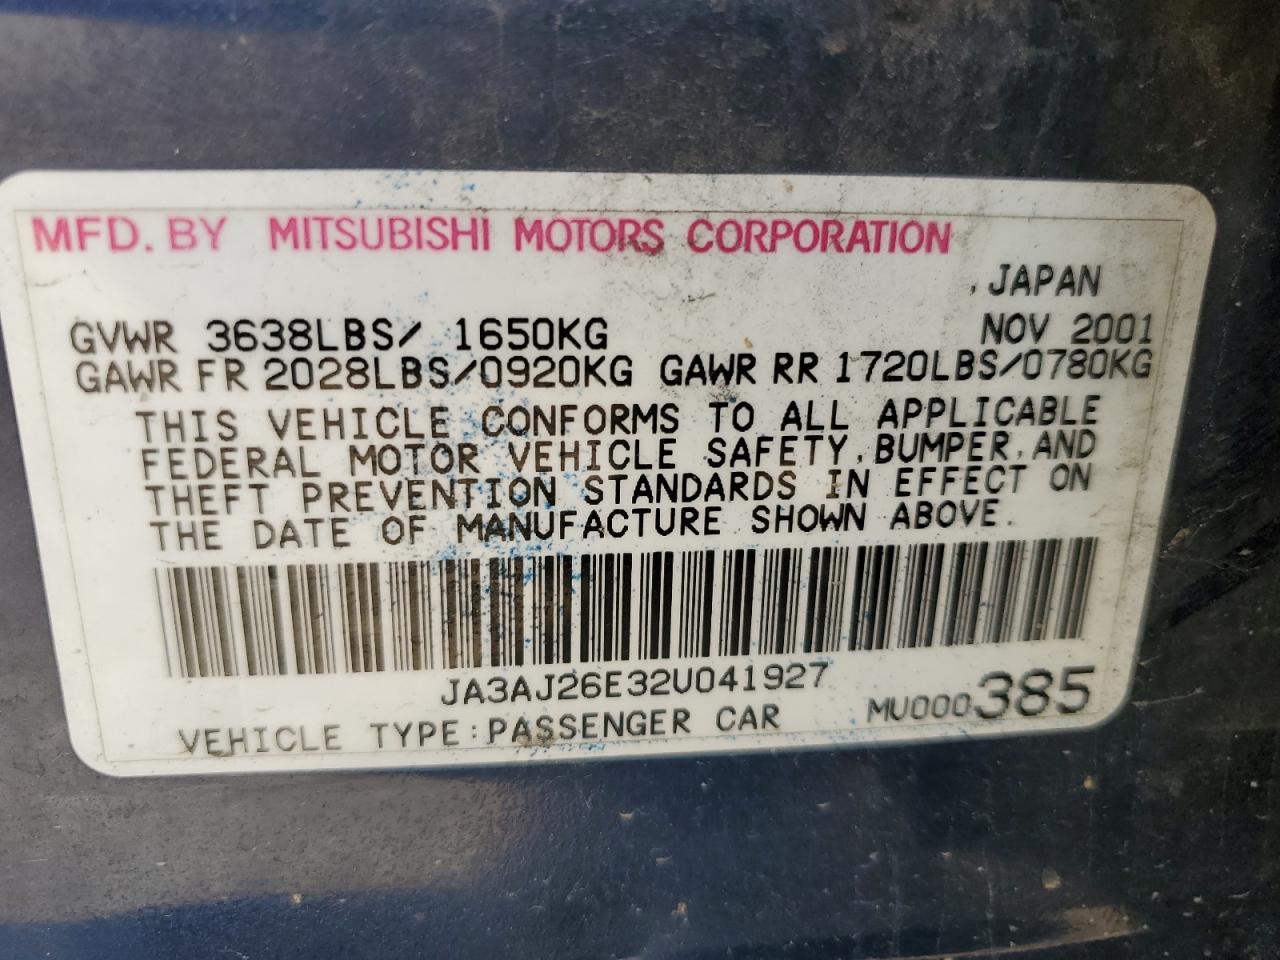 MFD. BY MITSUBISHI MOTORS CORPORATION
, JAPAN
GVWR 3638LBS/ 1650KG NOV 2001
GAWR FR 2028LBS/0920KG GAWR RR 1720LBS/0780KG
THIS VEHICLE CONFORMS TO ALL APPLICABLE
FEDERAL MOTOR VEHICLE SAFETY, BUMPER, AND
THEFT PREVENTION STANDARDS IN EFFECT ON
THE DATE OF MANUFACTURE SHOWN ABOVE.
JA3AJ26E32U041927
VEHICLE TYPE:PASSENGER CAR MU000385